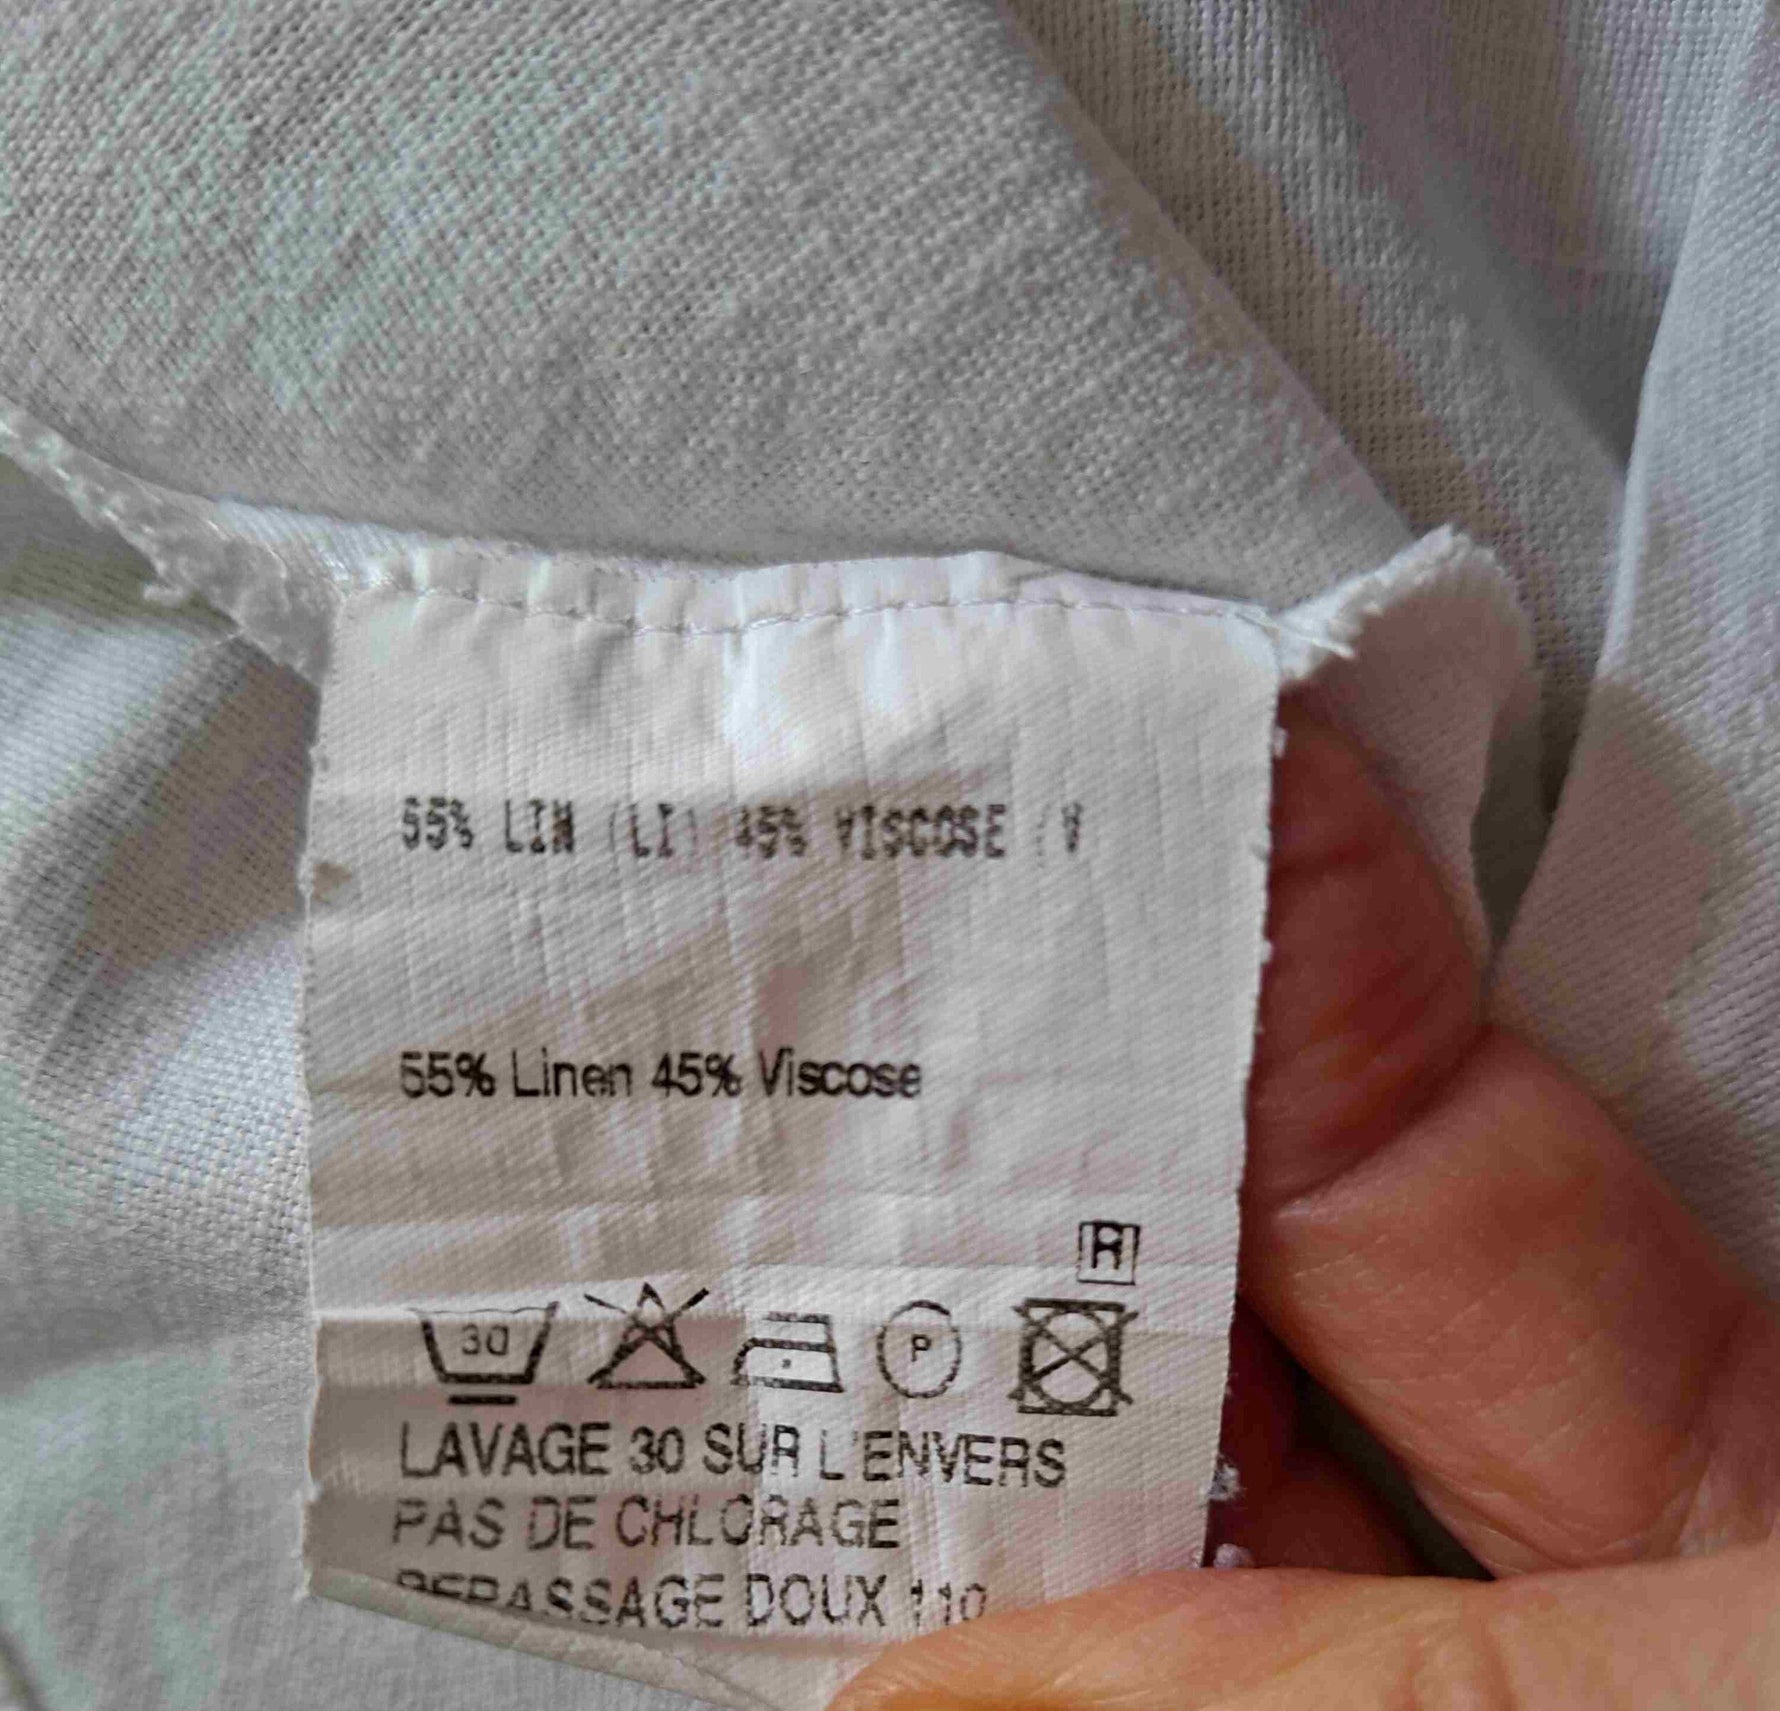 55% LIN (LI) 45% VISCOSE (V
55% Linen 45% Viscose
R
30 P
LAVAGE 30 SUR L'ENVERS
PAS DE CHLORAGE
REPASSAGE DOUX 110